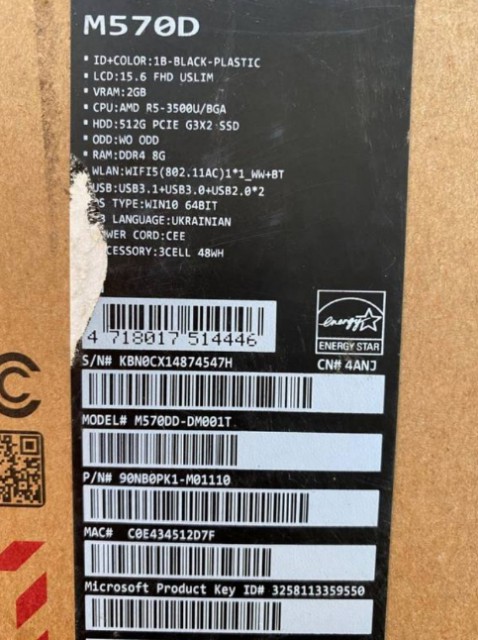 M570D
▪ ID+COLOR:1B-BLACK-PLASTIC
▪ LCD:15.6 FHD USLIM
▪ VRAM:2GB
▪ CPU:AMD R5-3500U/BGA
▪ HDD:512G PCIE G3X2 SSD
▪ ODD:WO ODD
▪ RAM:DDR4 8G
WLAN:WIFI5(802.11AC)1*1_WW+BT
USB:USB3.1+USB3.0+USB2.0*2
TYPE:WIN10 64BIT
LANGUAGE:UKRAINIAN
CORD:CEE
3CELL 48WH
4 718017 514446
energy
ENERGY STAR
S/N# KBN0CX14874547H
CN# 4ANJ
MODEL# M570DD-DM001T
P/N# 90NB0PK1-M01110
MAC# C0E434512D7F
Microsoft Product Key ID# 3258113359550